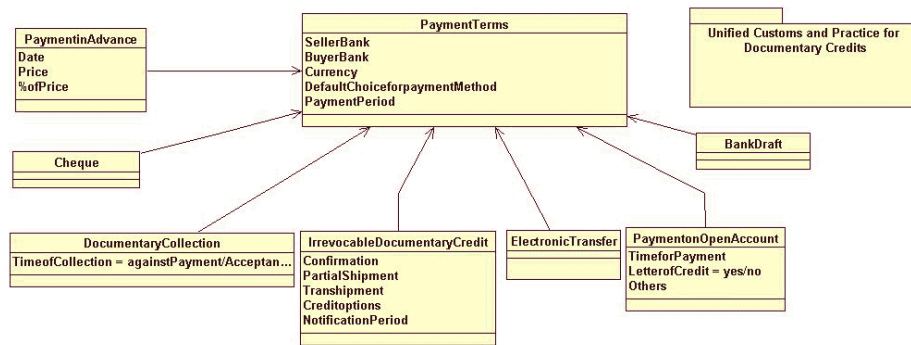 PaymentTerms
SellerBank
BuyerBank
Currency
DefaultChoiceforpaymentMethod
PaymentPeriod
PaymentinAdvance
Date
Price
%ofPrice
Unified Customs and Practice for
Documentary Credits
Cheque
BankDraft
DocumentaryCollection
TimeofCollection = againstPayment/Acceptan...
IrrevocableDocumentaryCredit
Confirmation
PartialShipment
Transhipment
Creditoptions
NotificationPeriod
ElectronicTransfer
PaymentonOpenAccount
TimeforPayment
LetterofCredit = yes/no
Others